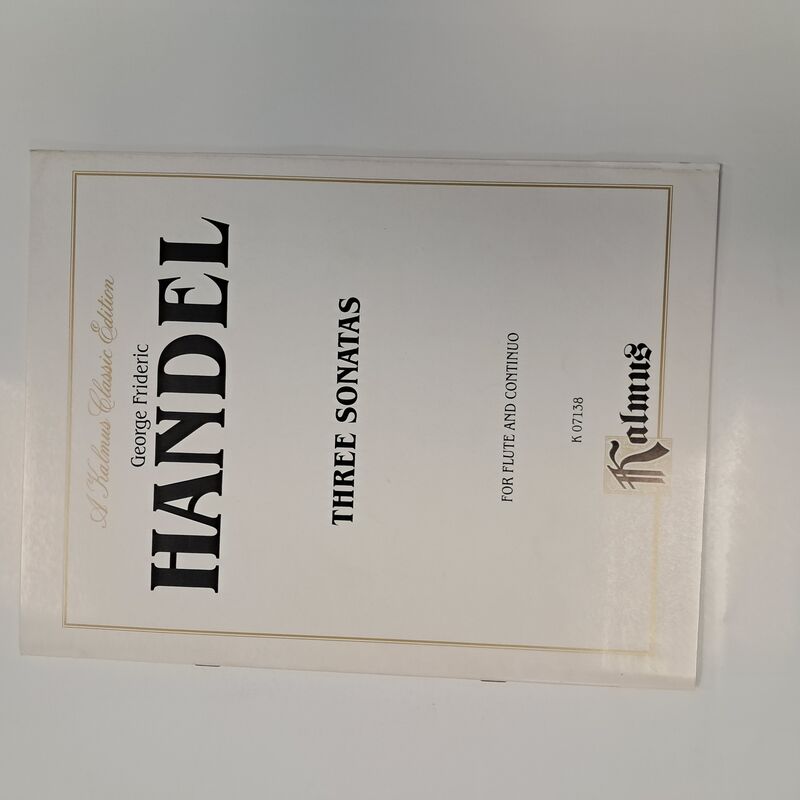 A Kalmus Classic Edition
George Frideric
HANDEL
THREE SONATAS
FOR FLUTE AND CONTINUO
K 07138
Kalmus